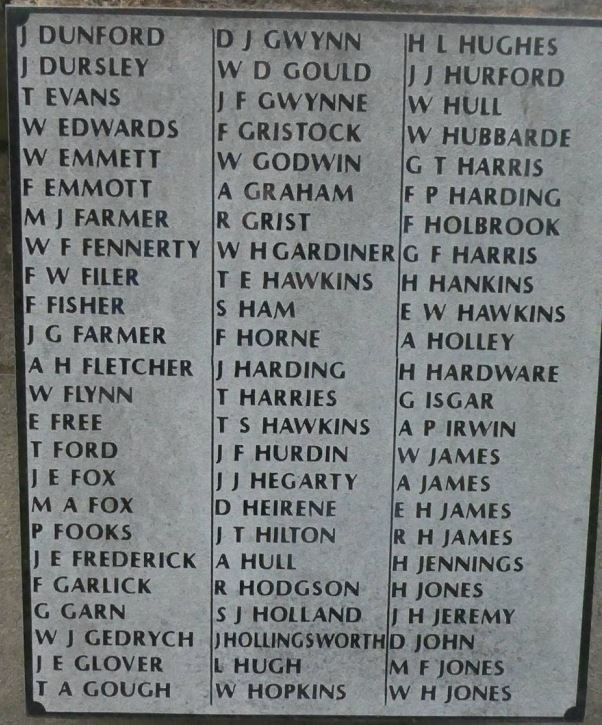 J DUNFORD
J DURSLEY
T EVANS
W EDWARDS
W EMMETT
F EMMOTT
M J FARMER
W F FENNERTY
F W FILER
F FISHER
J G FARMER
A H FLETCHER
W FLYNN
E FREE
T FORD
J E FOX
M A FOX
P FOOKS
J E FREDERICK
F GARLICK
G GARN
W J GEDRYCH
J E GLOVER
T A GOUGH
D J GWYNN
W D GOULD
J F GWYNNE
F GRISTOCK
W GODWIN
A GRAHAM
R GRIST
W H GARDINER
T E HAWKINS
S HAM
F HORNE
J HARDING
T HARRIES
T S HAWKINS
J F HURDIN
J J HEGARTY
D HEIRENE
J T HILTON
A HULL
R HODGSON
S J HOLLAND
J HOLLINGSWORTH
L HUGH
W HOPKINS
H L HUGHES
J J HURFORD
W HULL
W HUBBARDE
G T HARRIS
F P HARDING
F HOLBROOK
G F HARRIS
H HANKINS
E W HAWKINS
A HOLLEY
H HARDWARE
G ISGAR
A P IRWIN
W JAMES
A JAMES
E H JAMES
R H JAMES
H JENNINGS
H JONES
J H JEREMY
D JOHN
M F JONES
W H JONES